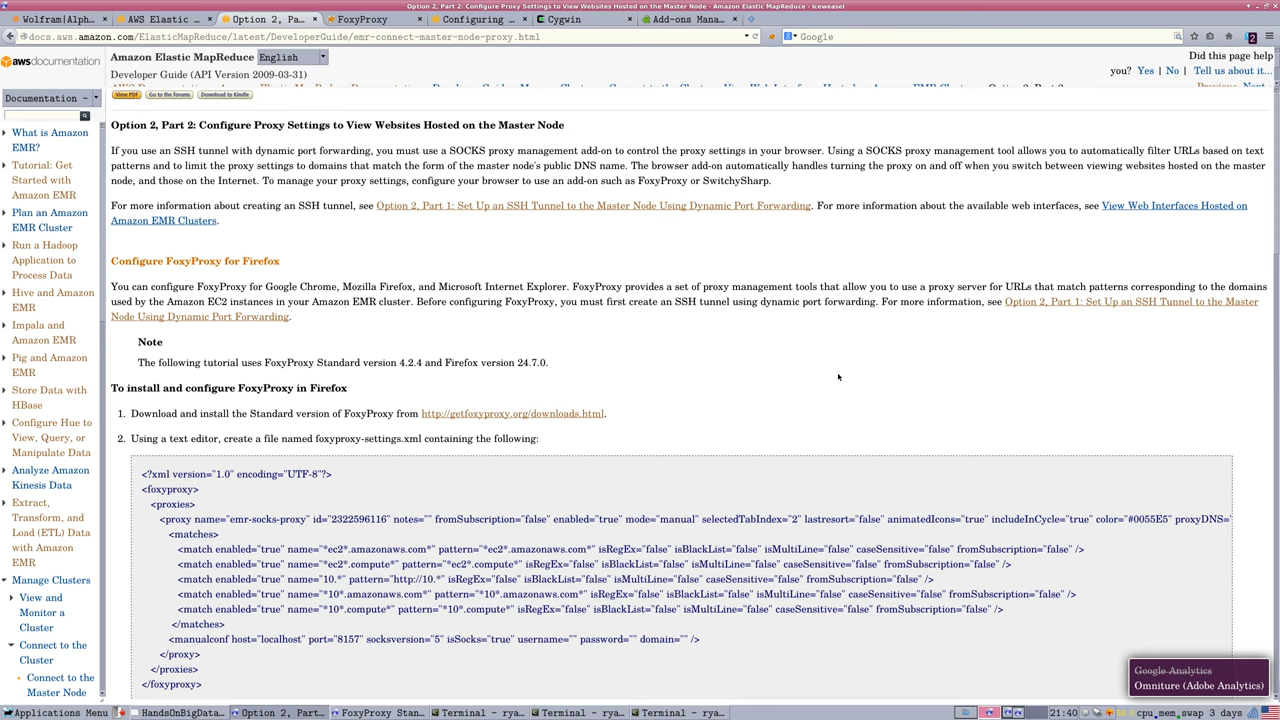 Option 2, Part 2: Configure Proxy Settings to View Websites Hosted on the Master Node - Amazon Elastic MapReduce - Iceweasel
Wolfram|Alph... AWS Elastic ... Option 2, Pa... FoxyProxy Configuring ... Cygwin Add-ons Mana...
docs.aws.amazon.com/ElasticMapReduce/latest/DeveloperGuide/emr-connect-master-node-proxy.html
Google
2
awsdocumentation
Amazon Elastic MapReduce English
Developer Guide (API Version 2009-03-31)
Did this page help
you? Yes | No | Tell us about it...
View PDF Go to the forums Download to Kindle
Documentation -
What is Amazon
EMR?
Tutorial: Get
Started with
Amazon EMR
Plan an Amazon
EMR Cluster
Run a Hadoop
Application to
Process Data
Hive and Amazon
EMR
Impala and
Amazon EMR
Pig and Amazon
EMR
Store Data with
HBase
Configure Hue to
View, Query, or
Manipulate Data
Analyze Amazon
Kinesis Data
Extract,
Transform, and
Load (ETL) Data
with Amazon
EMR
Manage Clusters
View and
Monitor a
Cluster
Connect to the
Cluster
Connect to the
Master Node
Option 2, Part 2: Configure Proxy Settings to View Websites Hosted on the Master Node
If you use an SSH tunnel with dynamic port forwarding, you must use a SOCKS proxy management add-on to control the proxy settings in your browser. Using a SOCKS proxy management tool allows you to automatically filter URLs based on text
patterns and to limit the proxy settings to domains that match the form of the master node's public DNS name. The browser add-on automatically handles turning the proxy on and off when you switch between viewing websites hosted on the master
node, and those on the Internet. To manage your proxy settings, configure your browser to use an add-on such as FoxyProxy or SwitchySharp.
For more information about creating an SSH tunnel, see Option 2, Part 1: Set Up an SSH Tunnel to the Master Node Using Dynamic Port Forwarding. For more information about the available web interfaces, see View Web Interfaces Hosted on
Amazon EMR Clusters.
Configure FoxyProxy for Firefox
You can configure FoxyProxy for Google Chrome, Mozilla Firefox, and Microsoft Internet Explorer. FoxyProxy provides a set of proxy management tools that allow you to use a proxy server for URLs that match patterns corresponding to the domains
used by the Amazon EC2 instances in your Amazon EMR cluster. Before configuring FoxyProxy, you must first create an SSH tunnel using dynamic port forwarding. For more information, see Option 2, Part 1: Set Up an SSH Tunnel to the Master
Node Using Dynamic Port Forwarding.
Note
The following tutorial uses FoxyProxy Standard version 4.2.4 and Firefox version 24.7.0.
To install and configure FoxyProxy in Firefox
1. Download and install the Standard version of FoxyProxy from http://getfoxyproxy.org/downloads.html.
2. Using a text editor, create a file named foxyproxy-settings.xml containing the following:
<?xml version="1.0" encoding="UTF-8"?>
<foxyproxy>
<proxies>
<proxy name="emr-socks-proxy" id="2322596116" notes="" fromSubscription="false" enabled="true" mode="manual" selectedTabIndex="2" lastresort="false" animatedIcons="true" includeInCycle="true" color="#0055E5" proxyDNS="
<matches>
<match enabled="true" name="*ec2*.amazonaws.com*" pattern="*ec2*.amazonaws.com*" isRegEx="false" isBlackList="false" isMultiLine="false" caseSensitive="false" fromSubscription="false" />
<match enabled="true" name="*ec2*.compute*" pattern="*ec2*.compute*" isRegEx="false" isBlackList="false" isMultiLine="false" caseSensitive="false" fromSubscription="false" />
<match enabled="true" name="10.*" pattern="http://10.*" isRegEx="false" isBlackList="false" isMultiLine="false" caseSensitive="false" fromSubscription="false" />
<match enabled="true" name="*10*.amazonaws.com*" pattern="*10*.amazonaws.com*" isRegEx="false" isBlackList="false" isMultiLine="false" caseSensitive="false" fromSubscription="false" />
<match enabled="true" name="*10*.compute*" pattern="*10*.compute*" isRegEx="false" isBlackList="false" isMultiLine="false" caseSensitive="false" fromSubscription="false" />
</matches>
<manualconf host="localhost" port="8157" socksversion="5" isSocks="true" username="" password="" domain="" />
</proxy>
</proxies>
</foxyproxy>
Google Analytics
Omniture (Adobe Analytics)
Applications Menu HandsOnBigData... Option 2, Part... FoxyProxy Stan... Terminal - rya... Terminal - rya... Terminal - rya... 21:40 cpu mem swap 3 days